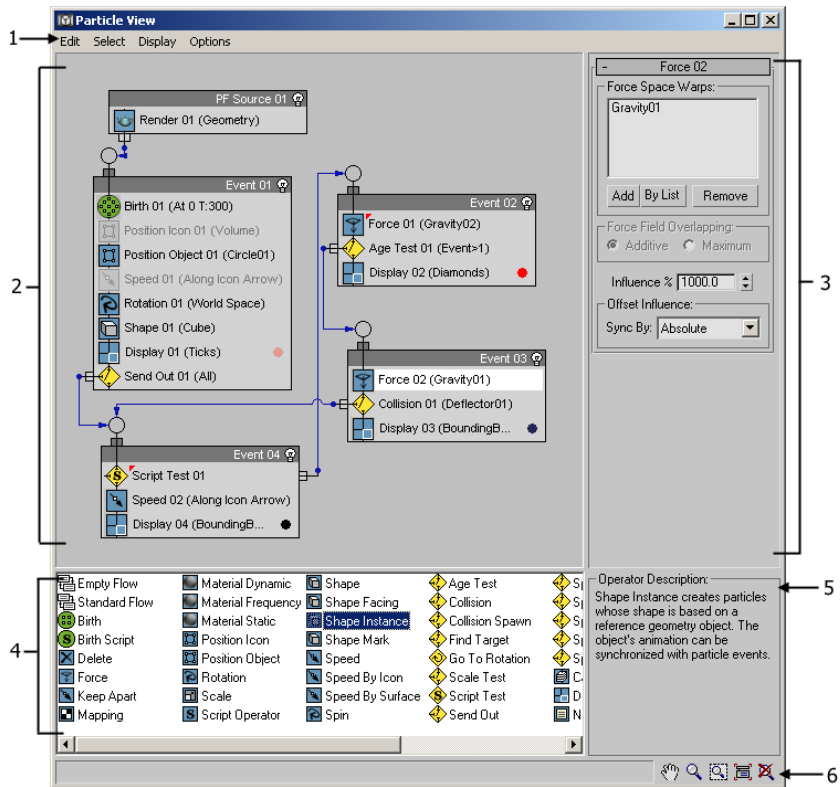 Particle View
1
Edit Select Display Options
2
PF Source 01
Render 01 (Geometry)
Event 01
Birth 01 (At 0 T:300)
Position Icon 01 (Volume)
Position Object 01 (Circle01)
Speed 01 (Along Icon Arrow)
Rotation 01 (World Space)
Shape 01 (Cube)
Display 01 (Ticks)
Send Out 01 (All)
Event 02
Force 01 (Gravity02)
Age Test 01 (Event>1)
Display 02 (Diamonds)
Event 03
Force 02 (Gravity01)
Collision 01 (Deflector01)
Display 03 (BoundingB...
Event 04
Script Test 01
Speed 02 (Along Icon Arrow)
Display 04 (BoundingB...
3
- Force 02
Force Space Warps:
Gravity01
Add By List Remove
Force Field Overlapping:
Additive Maximum
Influence % 1000.0
Offset Influence:
Sync By: Absolute
4
Empty Flow Material Dynamic Shape Age Test S
Standard Flow Material Frequency Shape Facing Collision S
Birth Material Static Shape Instance Collision Spawn S
Birth Script Position Icon Shape Mark Find Target S
Delete Position Object Speed Go To Rotation S
Force Rotation Speed By Icon Scale Test C
Keep Apart Scale Speed By Surface Script Test D
Mapping Script Operator Spin Send Out N
5
Operator Description:
Shape Instance creates particles
whose shape is based on a
reference geometry object. The
object's animation can be
synchronized with particle events.
6